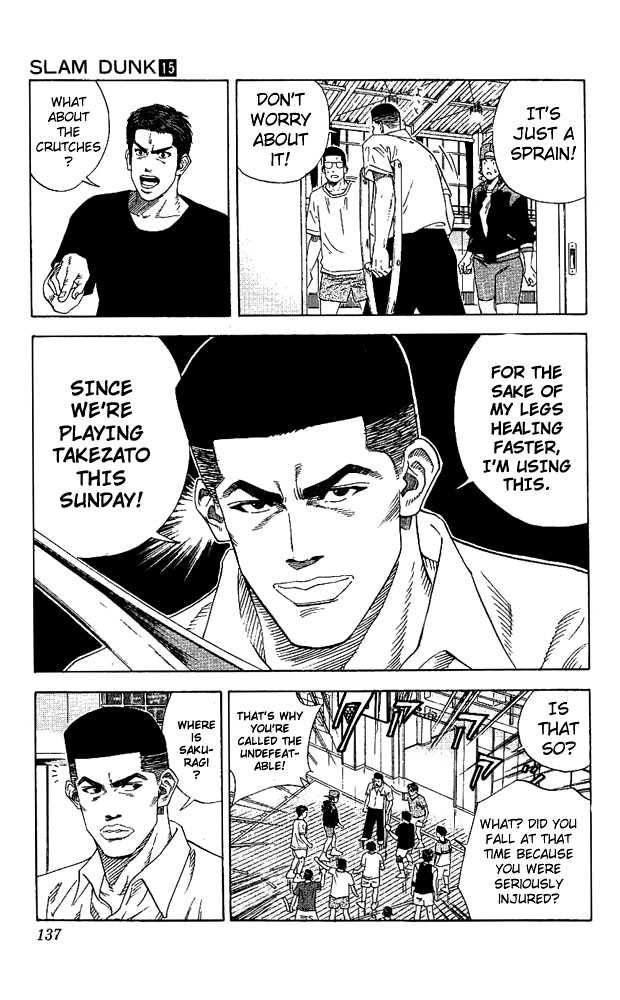 SLAM DUNK 15
IT'S
JUST A
SPRAIN!
DON'T
WORRY
ABOUT
IT!
WHAT
ABOUT
THE
CRUTCHES
?
FOR THE
SAKE OF
MY LEGS
HEALING
FASTER,
I'M USING
THIS.
SINCE
WE'RE
PLAYING
TAKEZATO
THIS
SUNDAY!
IS
THAT
SO?
WHAT? DID YOU
FALL AT THAT
TIME BECAUSE
YOU WERE
SERIOUSLY
INJURED?
THAT'S WHY
YOU'RE
CALLED THE
UNDEFEAT-
ABLE!
WHERE
IS
SAKU-
RAGI
?
137